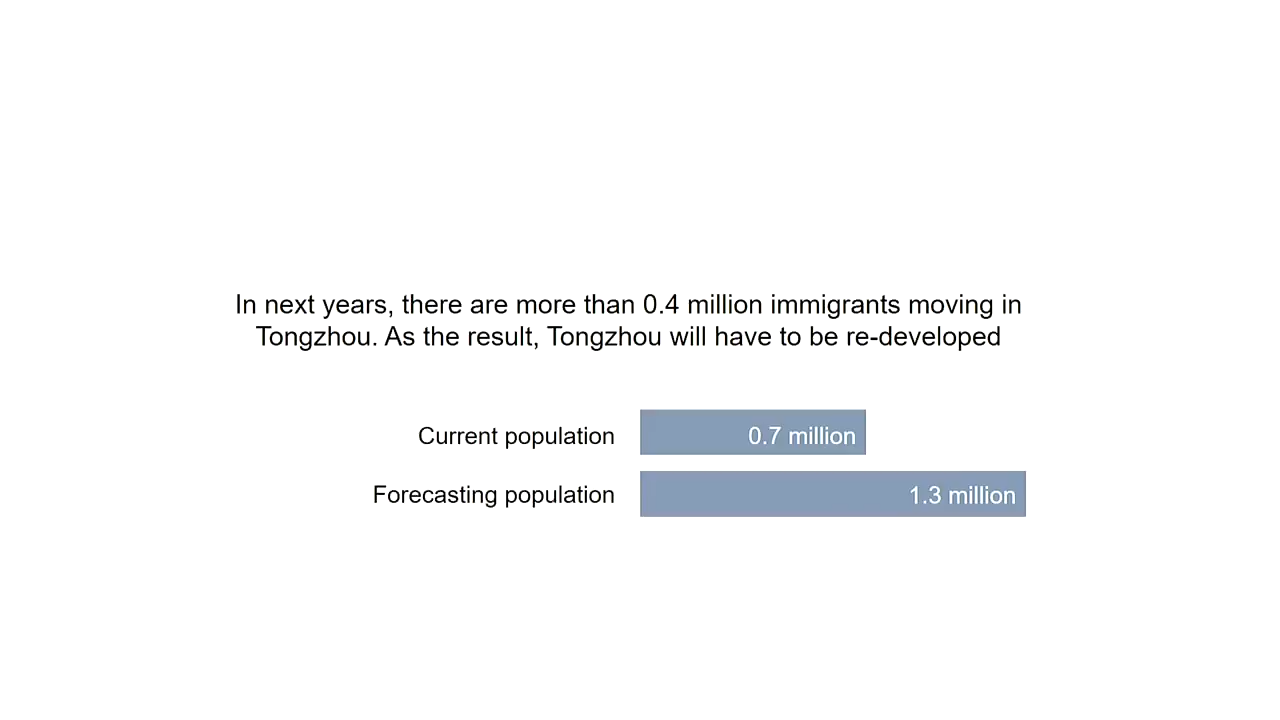 In next years, there are more than 0.4 million immigrants moving in
Tongzhou. As the result, Tongzhou will have to be re-developed
Current population
0.7 million
Forecasting population
1.3 million